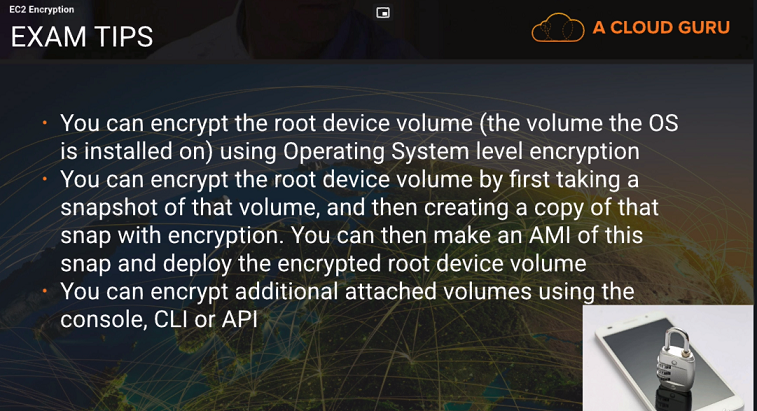 EC2 Encryption
EXAM TIPS
A CLOUD GURU
• You can encrypt the root device volume (the volume the OS
is installed on) using Operating System level encryption
• You can encrypt the root device volume by first taking a
snapshot of that volume, and then creating a copy of that
snap with encryption. You can then make an AMI of this
snap and deploy the encrypted root device volume
• You can encrypt additional attached volumes using the
console, CLI or API